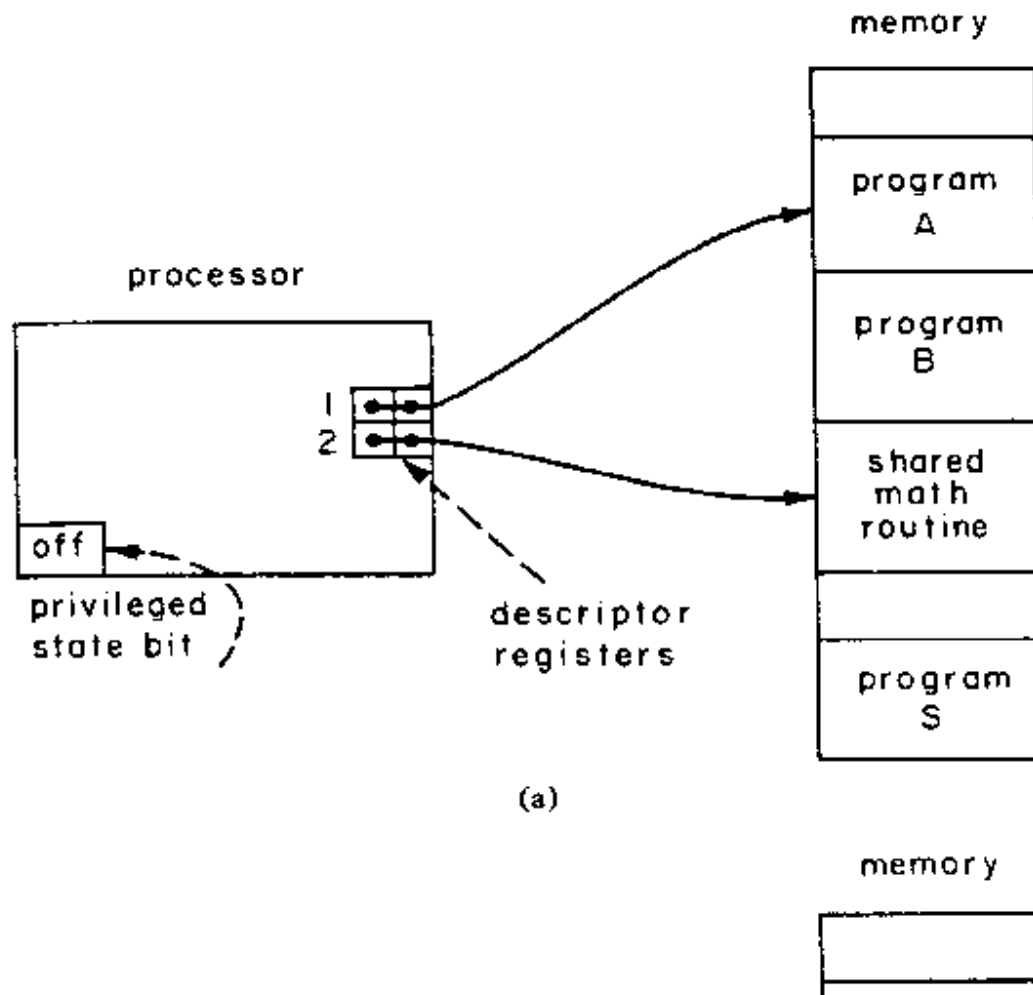 memory
program
A
processor
program
B
1
2
shared
math
routine
off
privileged
state bit
descriptor
registers
program
S
(a)
memory